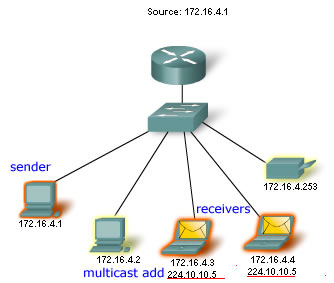 Source: 172.16.4.1
sender
172.16.4.1
172.16.4.2
multicast add
receivers
172.16.4.3
224.10.10.5
172.16.4.4
224.10.10.5
172.16.4.253